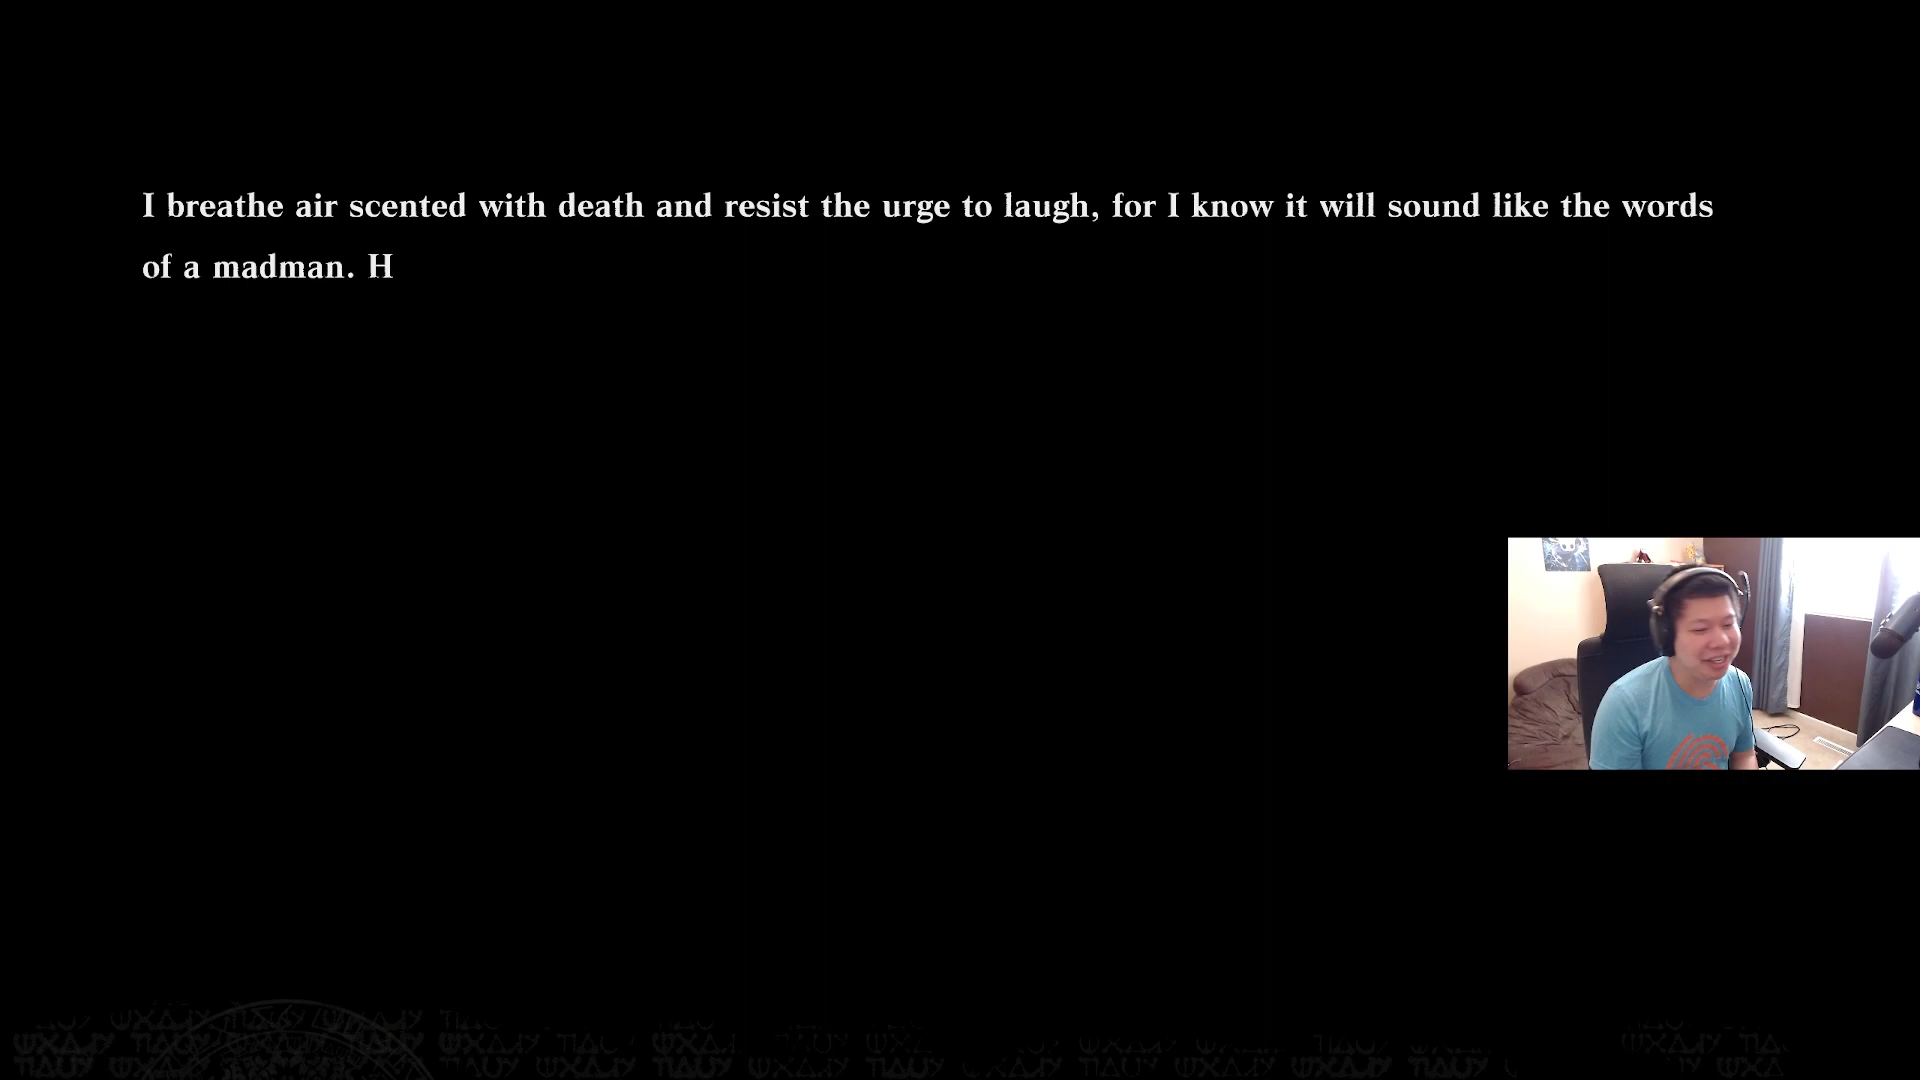 I breathe air scented with death and resist the urge to laugh, for I know it will sound like the words
of a madman. H